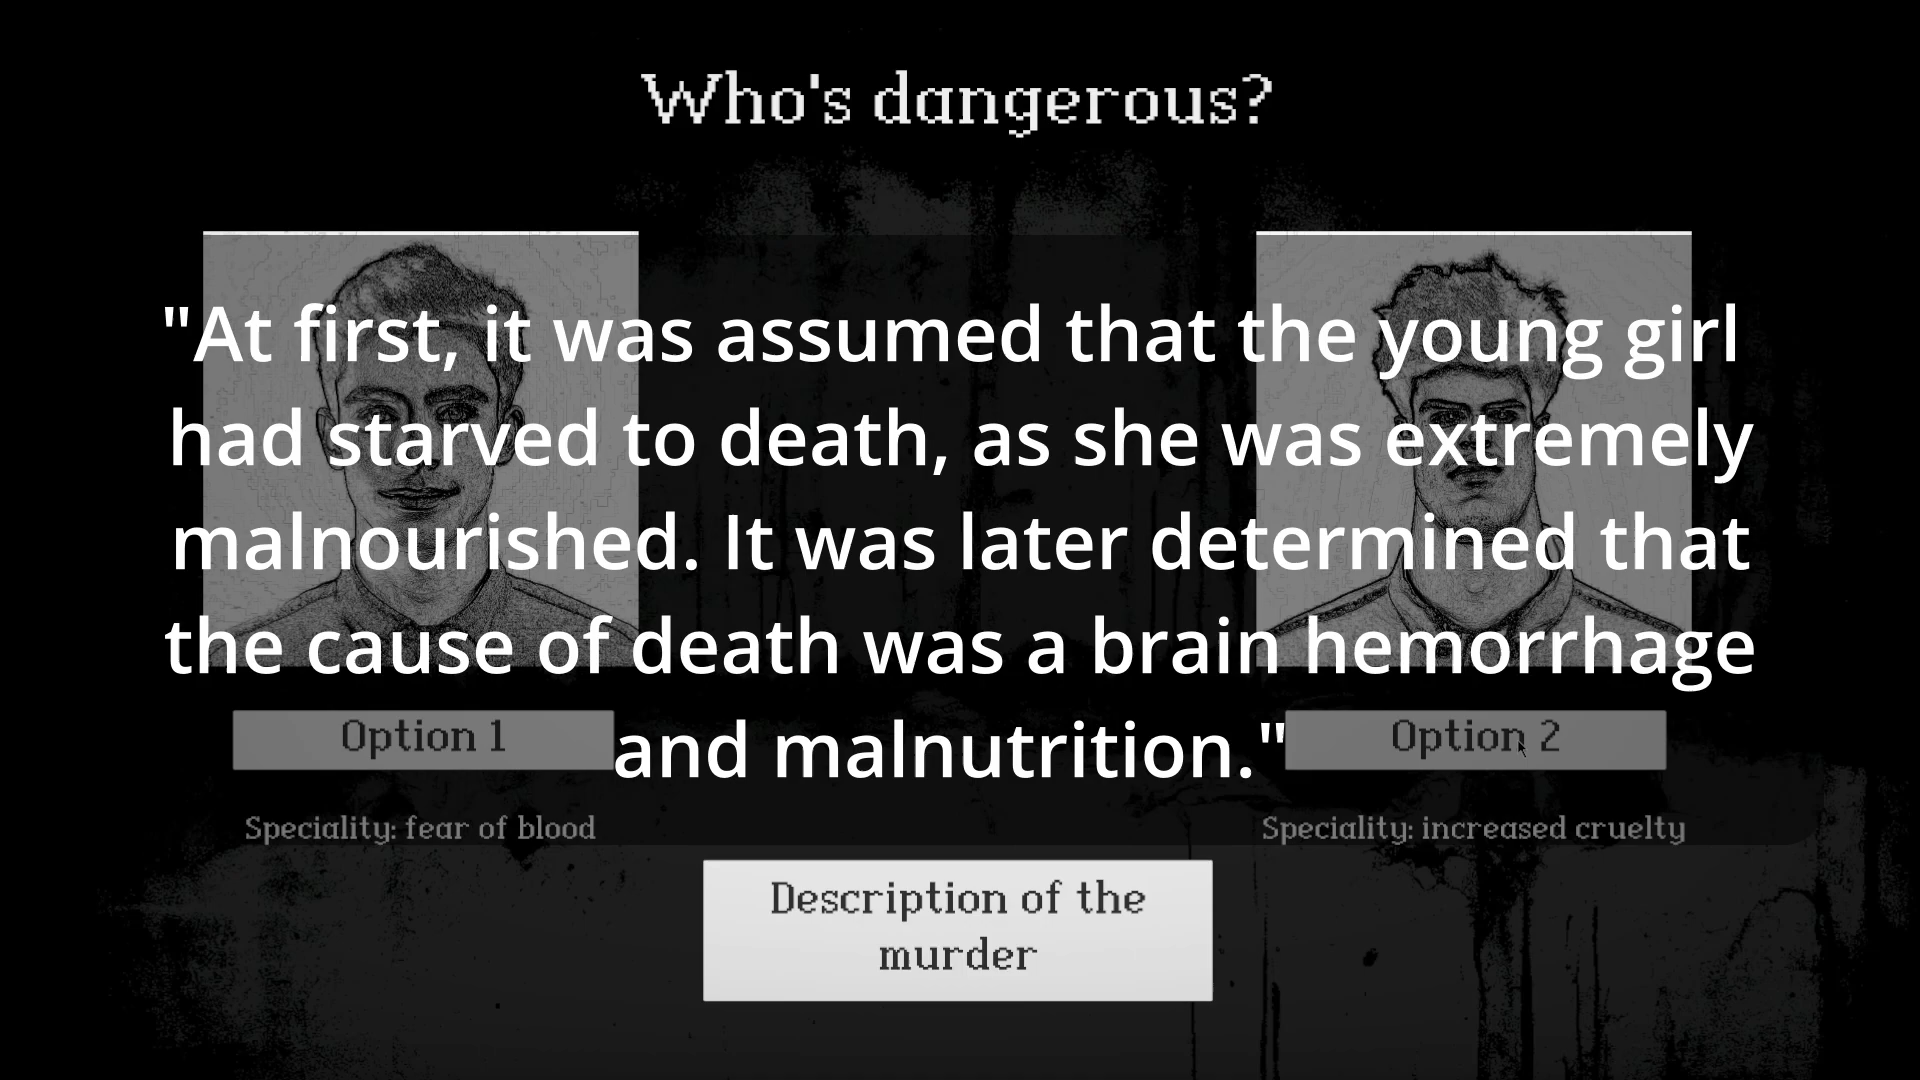 Who's dangerous?
"At first, it was assumed that the young girl
had starved to death, as she was extremely
malnourished. It was later determined that
the cause of death was a brain hemorrhage
and malnutrition."
Option 1
Option 2
Speciality: fear of blood
Speciality: increased cruelty
Description of the
murder